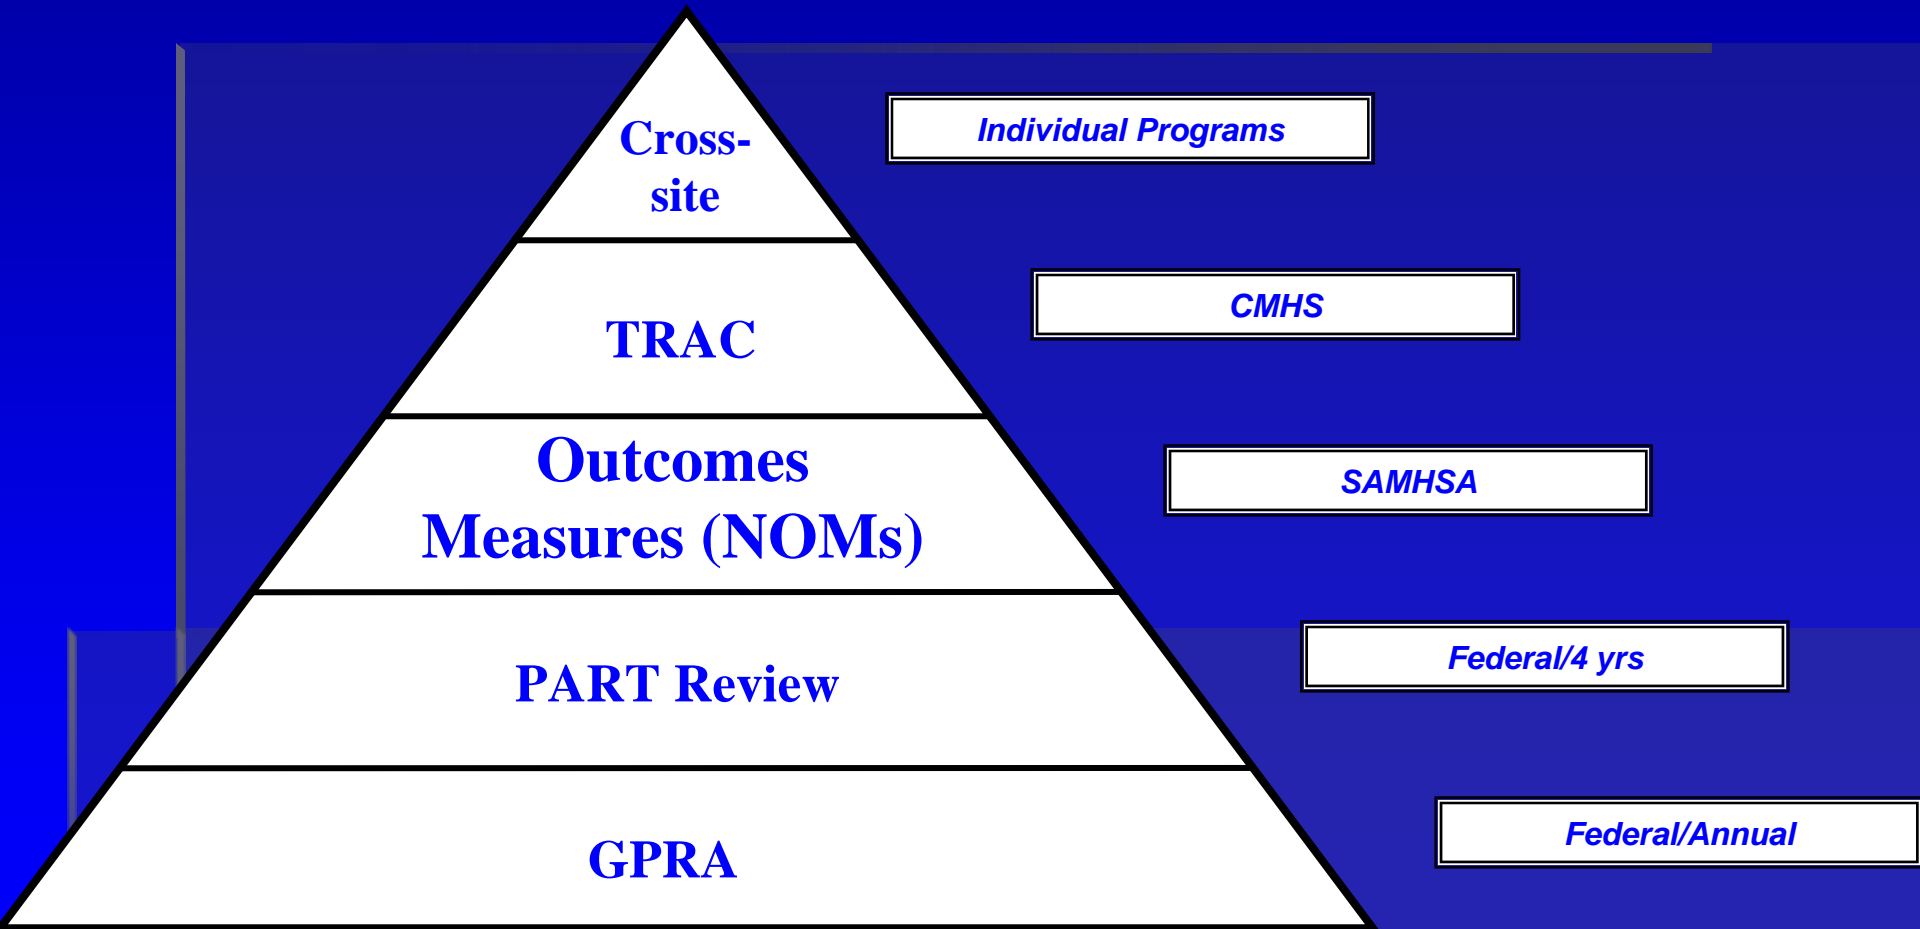 Cross-
site
Individual Programs
TRAC
CMHS
Outcomes
Measures (NOMs)
SAMHSA
PART Review
Federal/4 yrs
GPRA
Federal/Annual